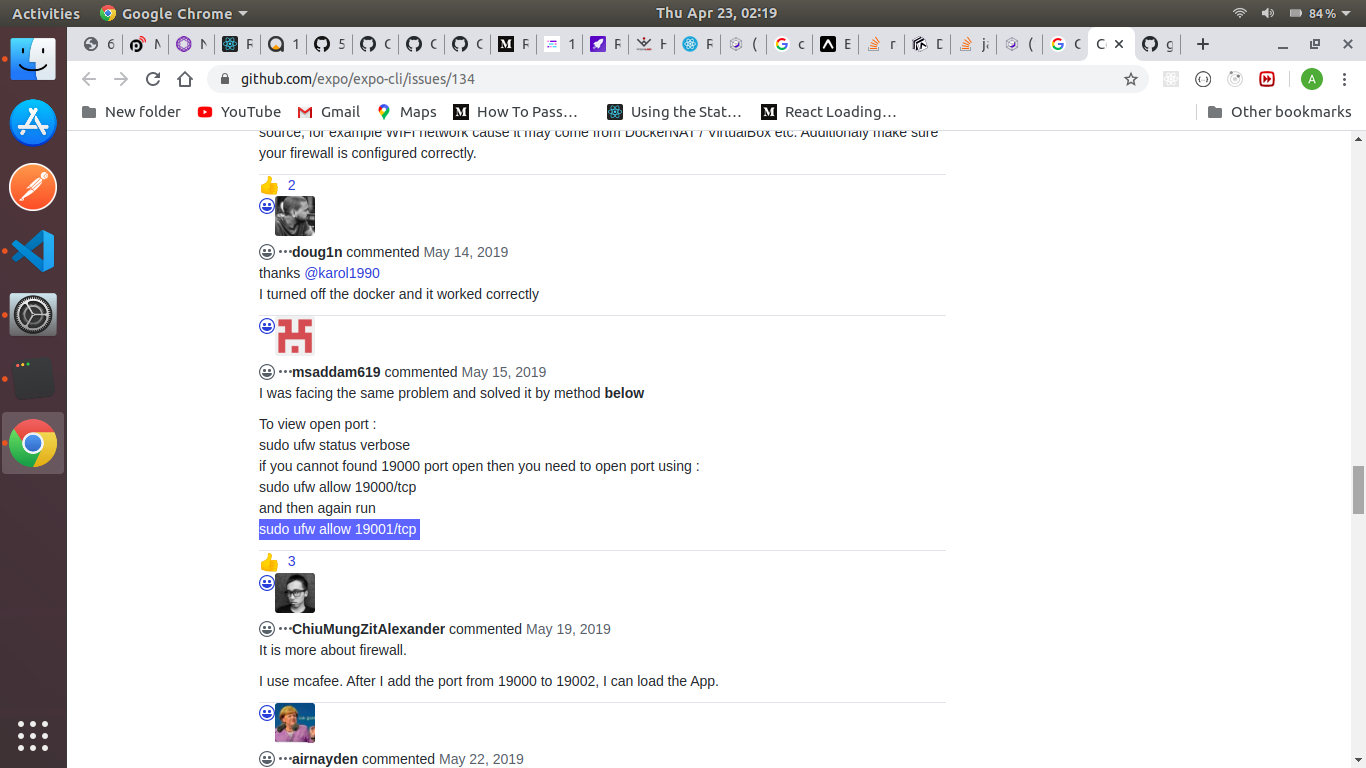 Activities
Google Chrome
Thu Apr 23, 02:19
84%
6
N
R
1
5
C
C
C
R
1
R
H
R
(
c
E
r
D
ja
(
C
C
g
github.com/expo/expo-cli/issues/134
A
New folder
YouTube
Gmail
Maps
How To Pass…
Using the Stat…
React Loading…
Other bookmarks
source, for example WIFI network cause it may come from DockerNAT / VirtualBox etc. Additionaly make sure
your firewall is configured correctly.
2
doug1n commented May 14, 2019
thanks @karol1990
I turned off the docker and it worked correctly
msaddam619 commented May 15, 2019
I was facing the same problem and solved it by method below
To view open port :
sudo ufw status verbose
if you cannot found 19000 port open then you need to open port using :
sudo ufw allow 19000/tcp
and then again run
sudo ufw allow 19001/tcp
3
ChiuMungZitAlexander commented May 19, 2019
It is more about firewall.
I use mcafee. After I add the port from 19000 to 19002, I can load the App.
airnayden commented May 22, 2019